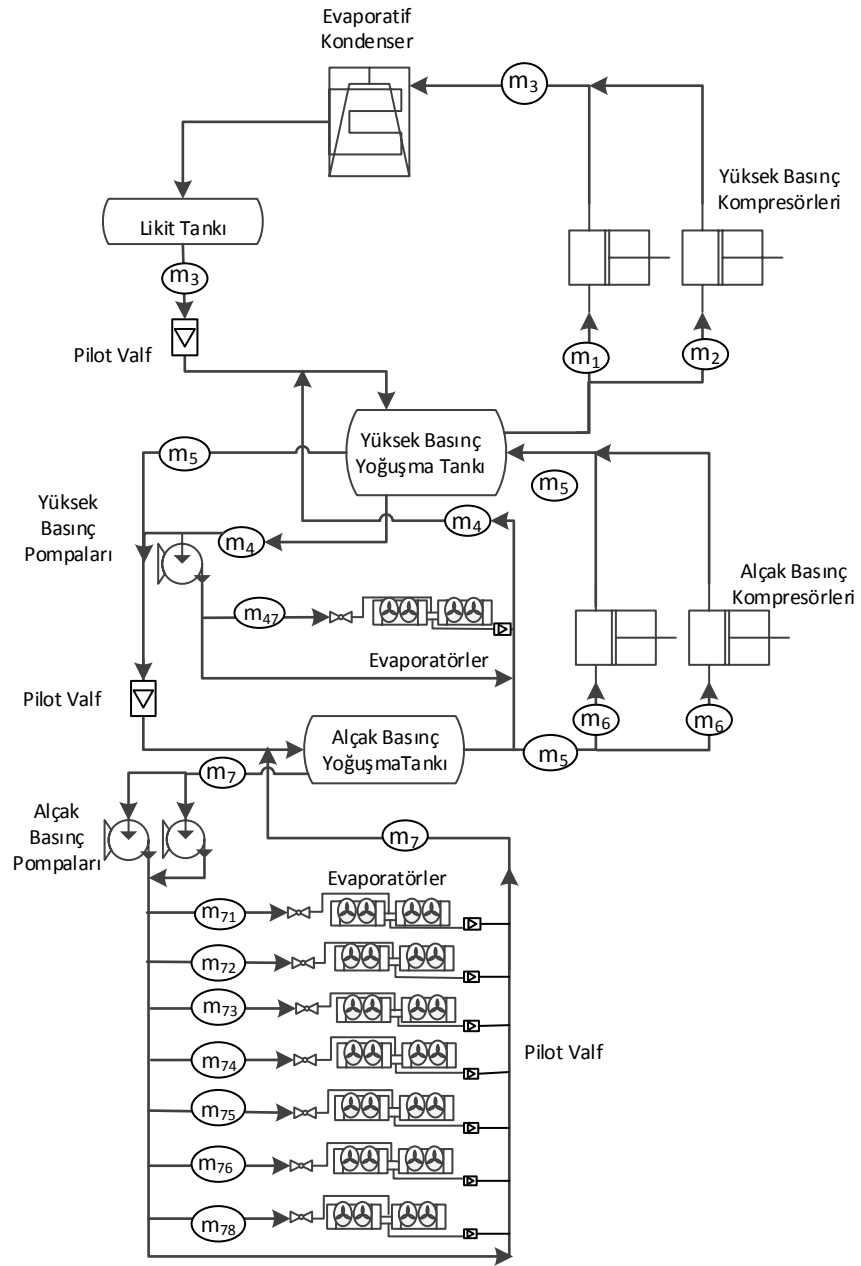 Evaporatif
Kondenser
m3
Yüksek Basınç
Kompresörleri
Likit Tankı
m3
Pilot Valf
m1
m2
Yüksek Basınç
Yoğuşma Tankı
m5
m5
Yüksek
Basınç
Pompaları
m4
m4
Alçak Basınç
Kompresörleri
m47
Evaporatörler
Pilot Valf
m6
m6
Alçak Basınç
YoğuşmaTankı
m5
m7
Alçak
Basınç
Pompaları
m7
Evaporatörler
m71
m72
m73
m74
Pilot Valf
m75
m76
m78